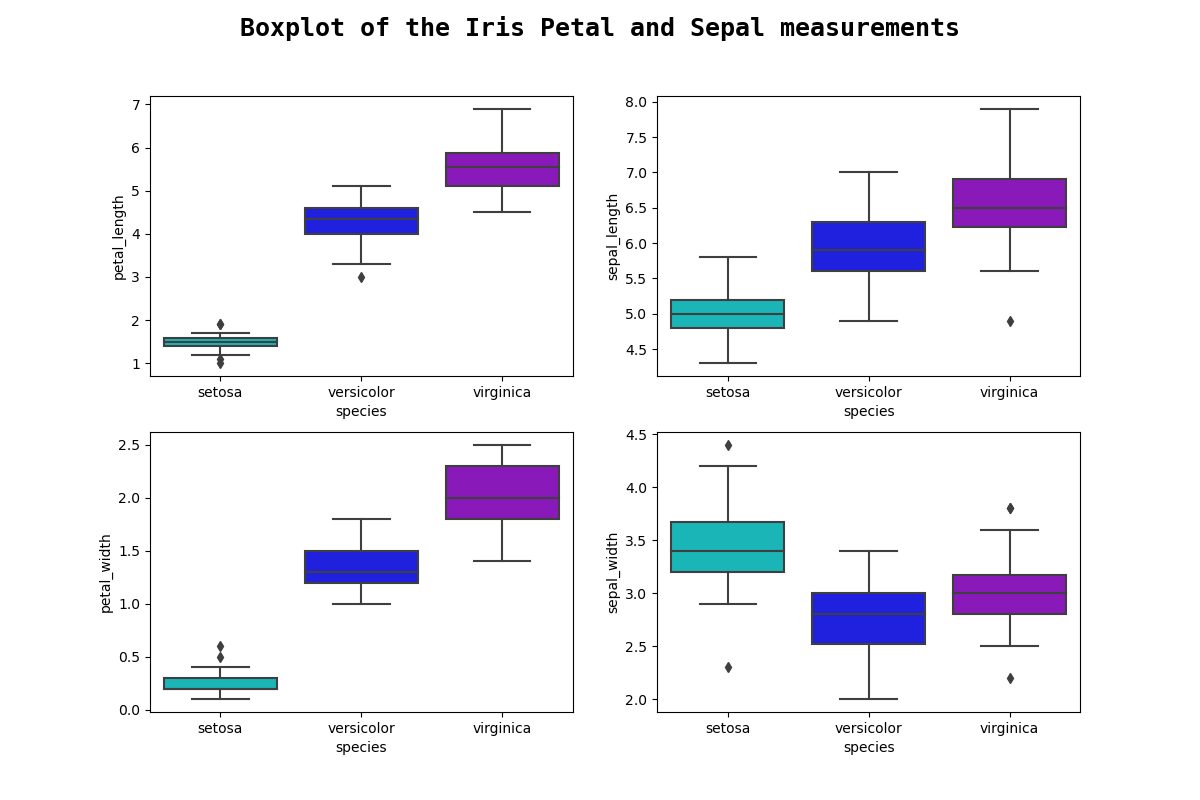 Boxplot of the Iris Petal and Sepal measurements
petal_length
7
6
5
4
3
2
1
setosa versicolor virginica
species
sepal_length
8.0
7.5
7.0
6.5
6.0
5.5
5.0
4.5
setosa versicolor virginica
species
petal_width
2.5
2.0
1.5
1.0
0.5
0.0
setosa versicolor virginica
species
sepal_width
4.5
4.0
3.5
3.0
2.5
2.0
setosa versicolor virginica
species